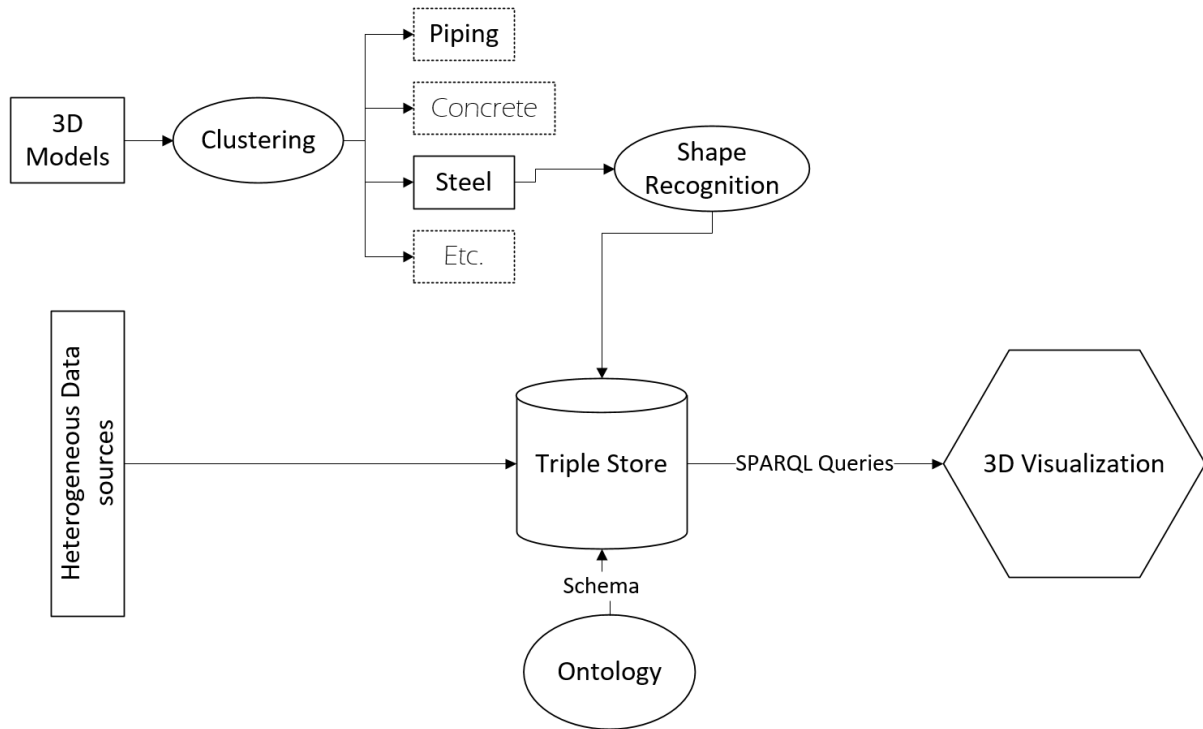 Piping
3D
Models
Clustering
Concrete
Steel
Shape
Recognition
Etc.
Heterogeneous Data
sources
Triple Store
SPARQL Queries
3D Visualization
Schema
Ontology